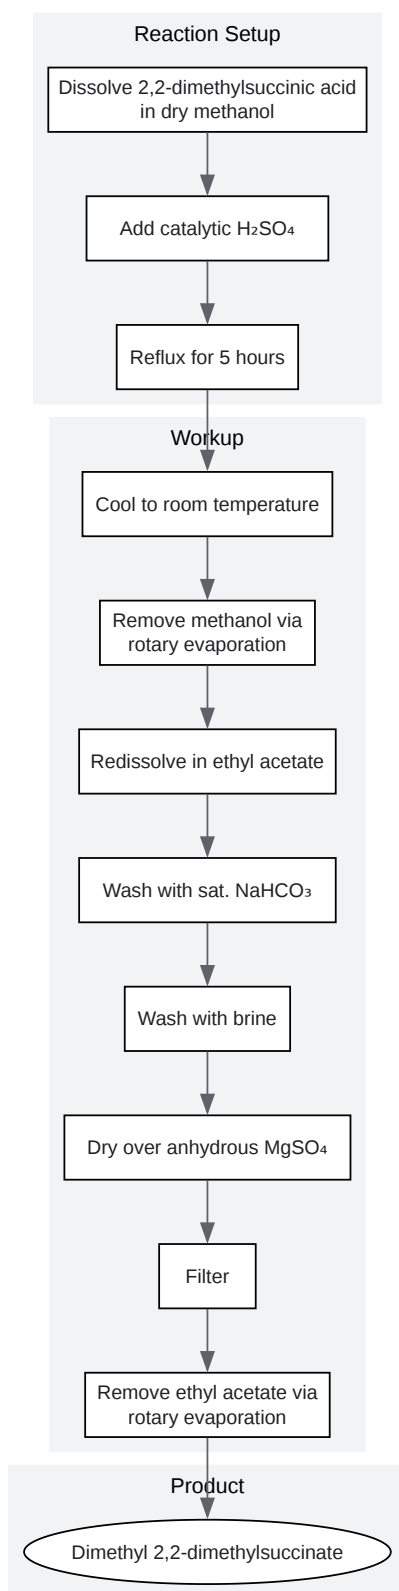 Reaction Setup
Dissolve 2,2-dimethylsuccinic acid
in dry methanol
Add catalytic H₂SO₄
Reflux for 5 hours
Workup
Cool to room temperature
Remove methanol via
rotary evaporation
Redissolve in ethyl acetate
Wash with sat. NaHCO₃
Wash with brine
Dry over anhydrous MgSO₄
Filter
Remove ethyl acetate via
rotary evaporation
Product
Dimethyl 2,2-dimethylsuccinate